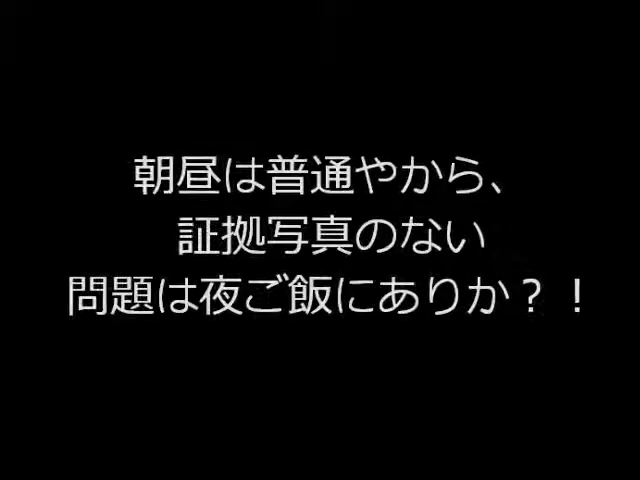 朝昼は普通やから、
証拠写真のない
問題は夜ご飯にありか？！